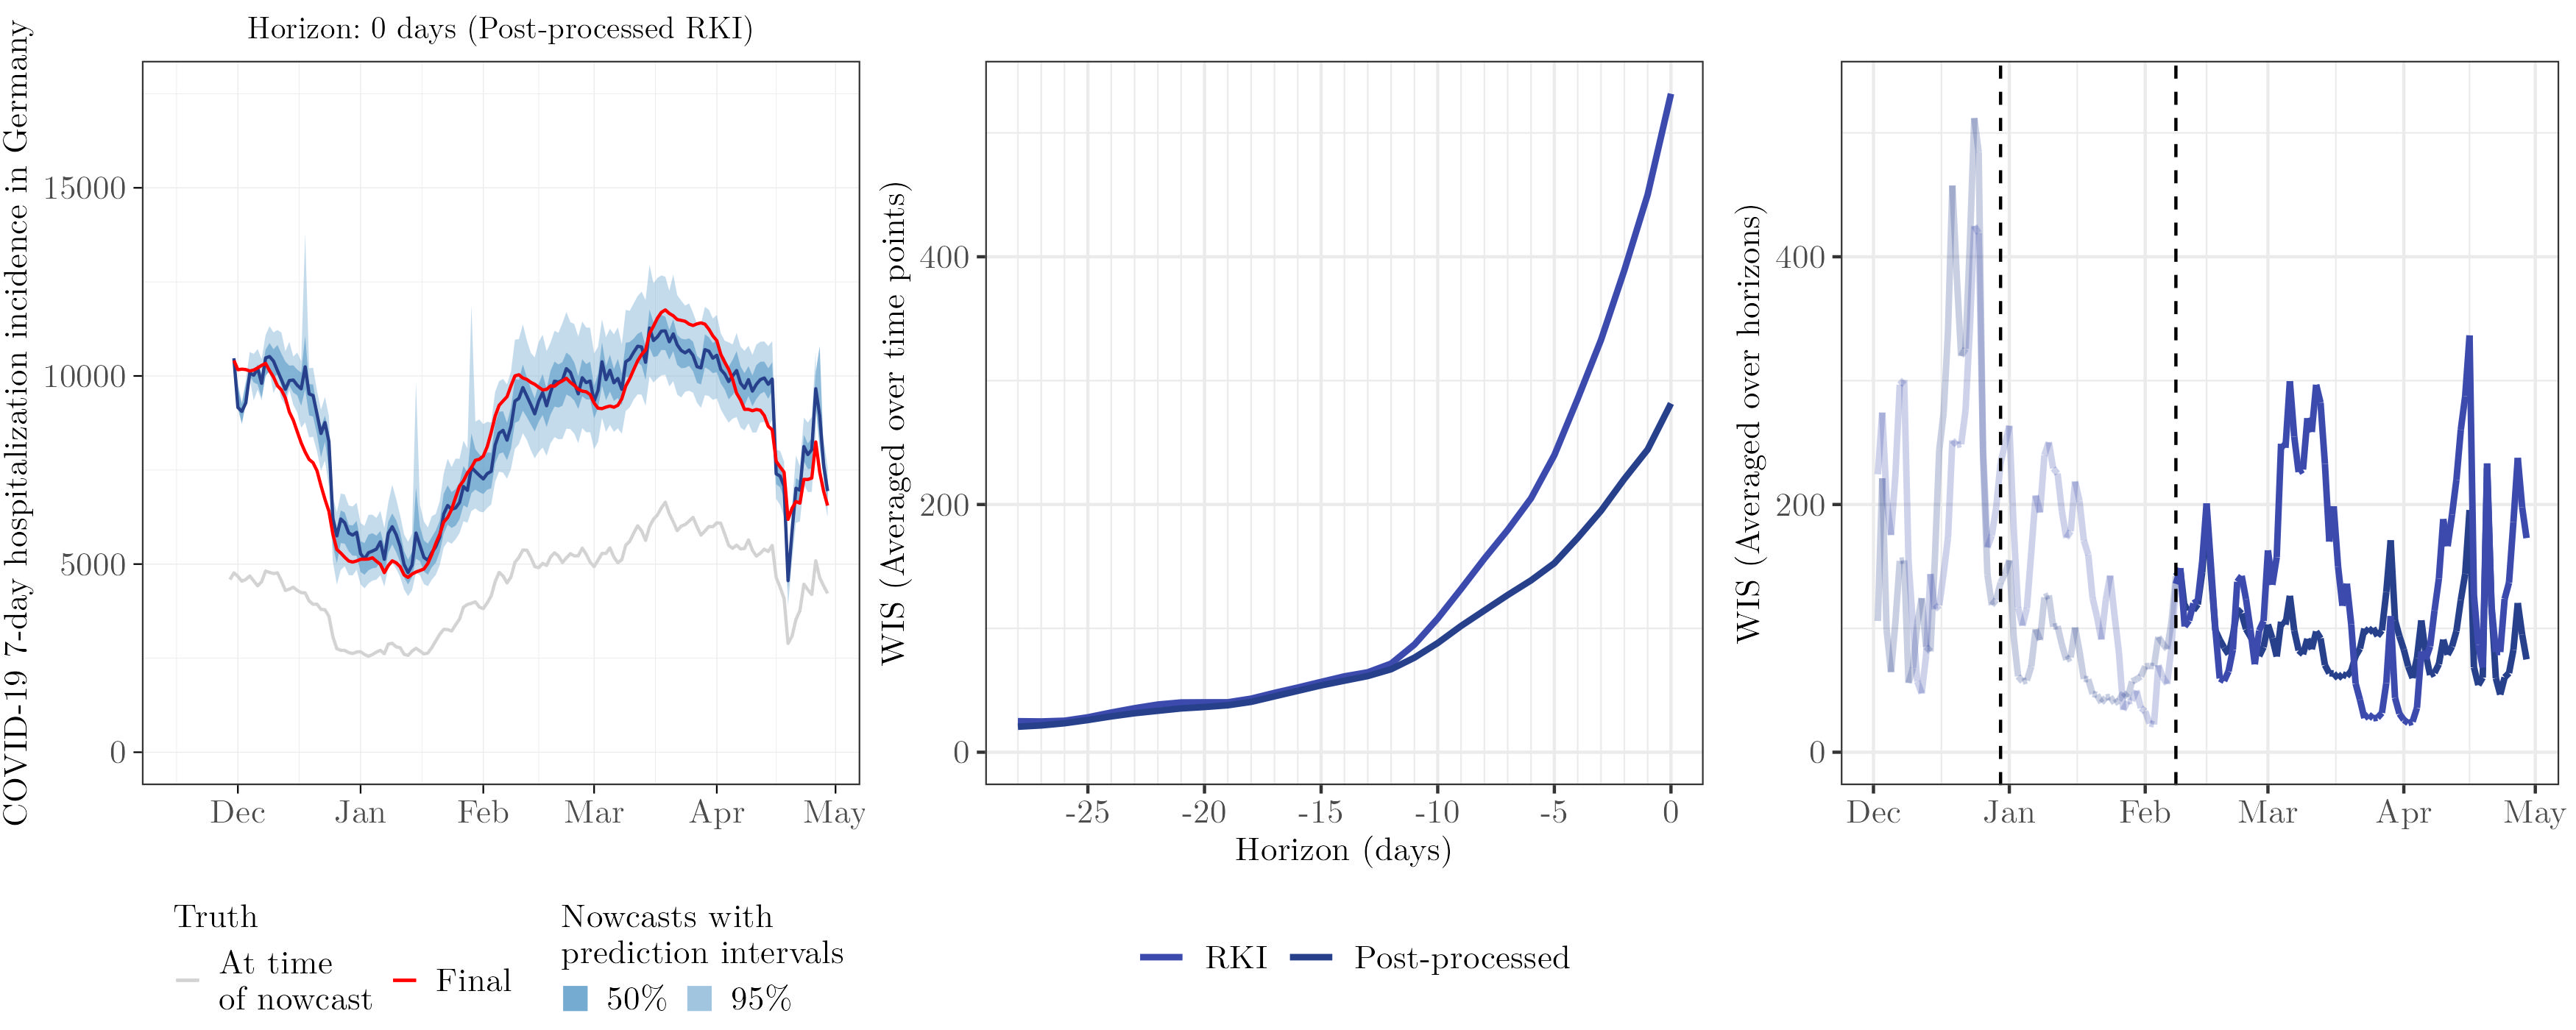 Horizon: 0 days (Post-processed RKI)
COVID-19 7-day hospitalization incidence in Germany
15000
10000
5000
0
Dec Jan Feb Mar Apr May
Truth
At time
of nowcast
Final
Nowcasts with
prediction intervals
50% 95%
WIS (Averaged over time points)
400
200
0
-25 -20 -15 -10 -5 0
Horizon (days)
RKI Post-processed
WIS (Averaged over horizons)
400
200
0
Dec Jan Feb Mar Apr May